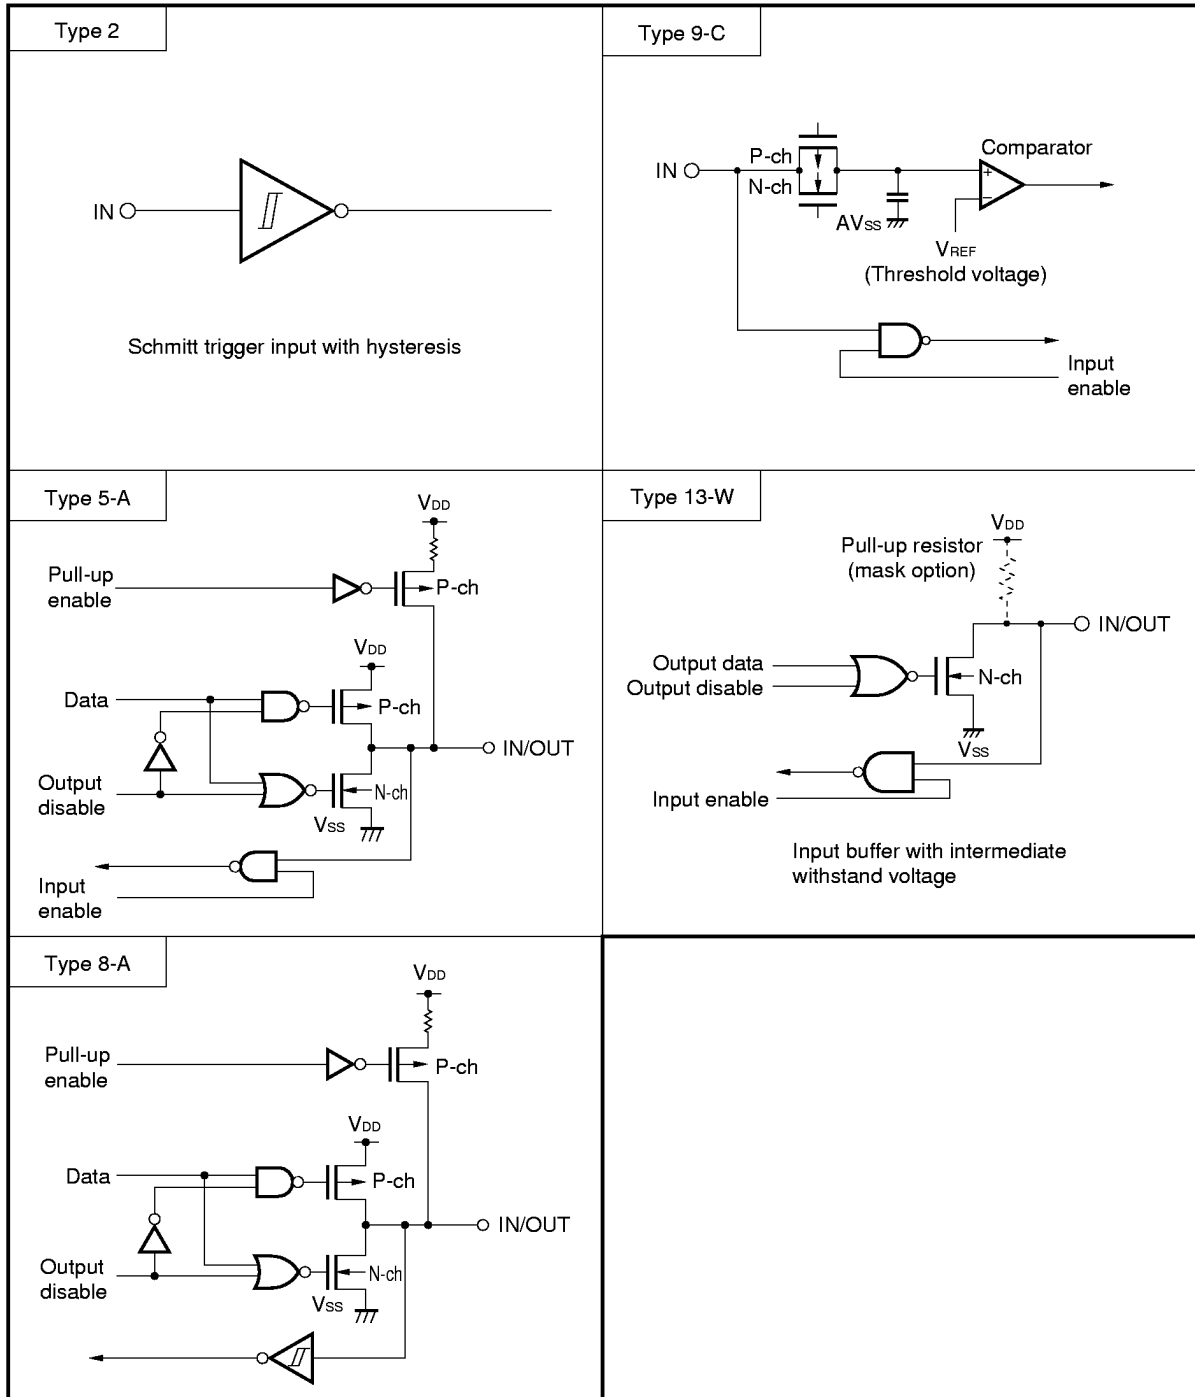 Type 2
IN
Schmitt trigger input with hysteresis
Type 9-C
IN
P-ch
N-ch
Comparator
+
−
AVSS
VREF
(Threshold voltage)
Input
enable
Type 5-A
VDD
Pull-up
enable
P-ch
VDD
Data
P-ch
IN/OUT
Output
disable
N-ch
VSS
Input
enable
Type 13-W
VDD
Pull-up resistor
(mask option)
IN/OUT
Output data
Output disable
N-ch
VSS
Input enable
Input buffer with intermediate
withstand voltage
Type 8-A
VDD
Pull-up
enable
P-ch
VDD
Data
P-ch
IN/OUT
Output
disable
N-ch
VSS